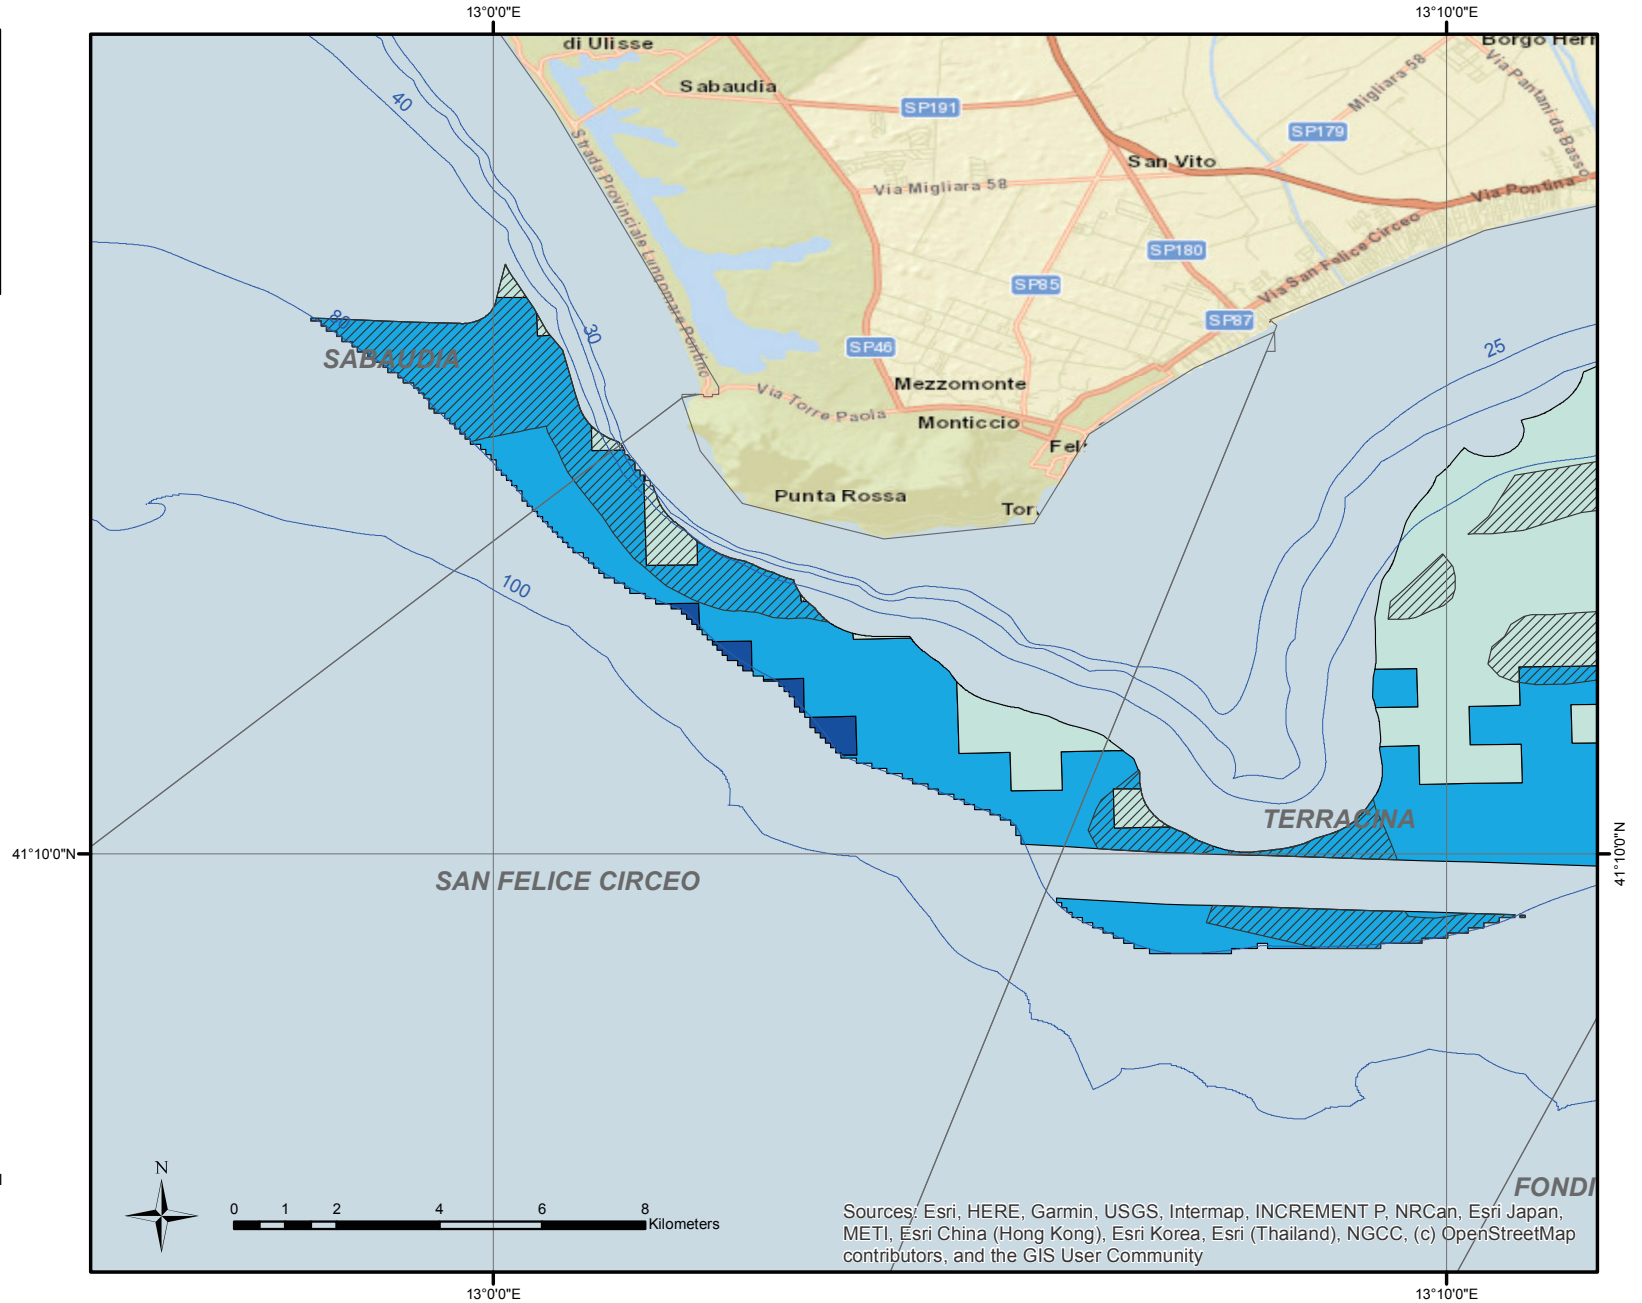 13°0'0"E
13°10'0"E
di Ulisse
Borgo Herm
Sabaudia
SP191
Migliara 58
Via Pantani da Basso
SP179
40
San Vito
Via Migliara 58
Via Pontina
Strada Provinciale Lungomare Pontino
SP180
Via San Felice Circeo
SP85
80
30
SP87
SP46
25
SABAUDIA
Mezzomonte
Via Torre Paola
Monticcio
Fel
Punta Rossa
Tor
100
TERRACINA
41°10'0"N
41°10'0"N
SAN FELICE CIRCEO
FONDI
N
0 1 2 4 6 8
Kilometers
Sources: Esri, HERE, Garmin, USGS, Intermap, INCREMENT P, NRCan, Esri Japan,
METI, Esri China (Hong Kong), Esri Korea, Esri (Thailand), NGCC, (c) OpenStreetMap
contributors, and the GIS User Community
13°0'0"E
13°10'0"E